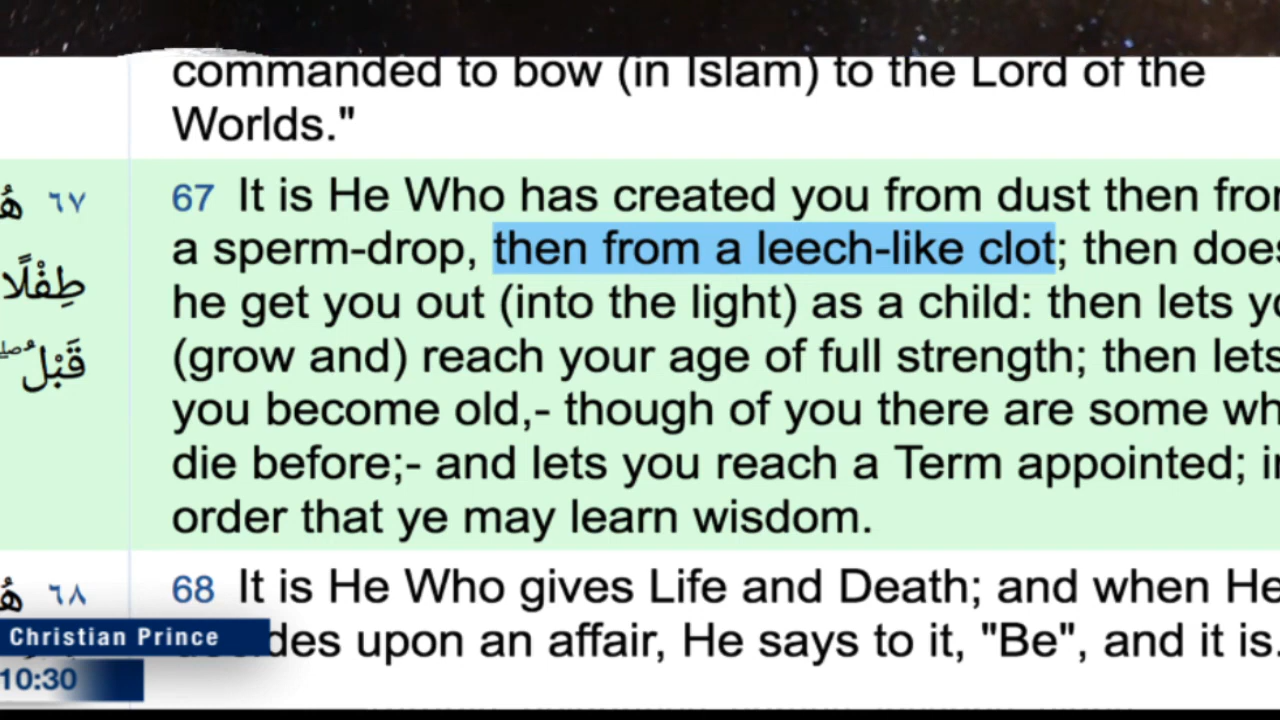 commanded to bow (in Islam) to the Lord of the
Worlds."
هُ ٦٧
67 It is He Who has created you from dust then from
طِفْلًا
a sperm-drop, then from a leech-like clot; then does
he get you out (into the light) as a child: then lets
قَبْلُ ۖ
(grow and) reach your age of full strength; then lets
you become old,- though of you there are some
die before;- and lets you reach a Term appointed;
order that ye may learn wisdom.
هُ ٦٨
68 It is He Who gives Life and Death; and when He
Christian Prince
des upon an affair, He says to it, "Be", and it is.
10:30